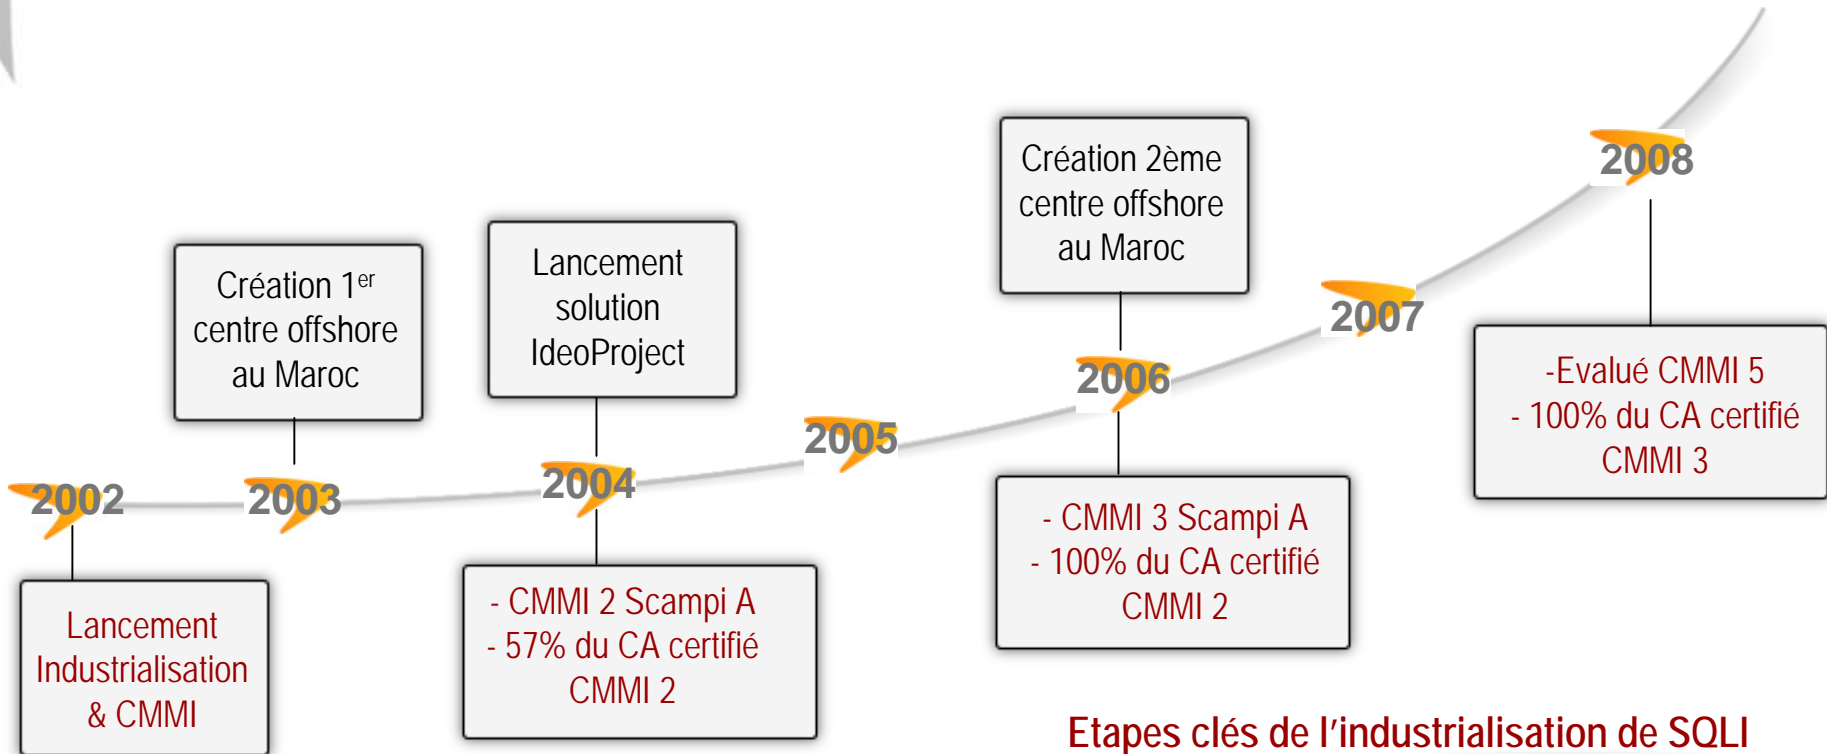 Création 2ème
centre offshore
au Maroc
2008
Création 1er
centre offshore
au Maroc
Lancement
solution
IdeoProject
2007
-Evalué CMMI 5
- 100% du CA certifié
CMMI 3
2006
2005
2004
2002
2003
- CMMI 3 Scampi A
- 100% du CA certifié
CMMI 2
Lancement
Industrialisation
& CMMI
- CMMI 2 Scampi A
- 57% du CA certifié
CMMI 2
Etapes clés de l'industrialisation de SQLI